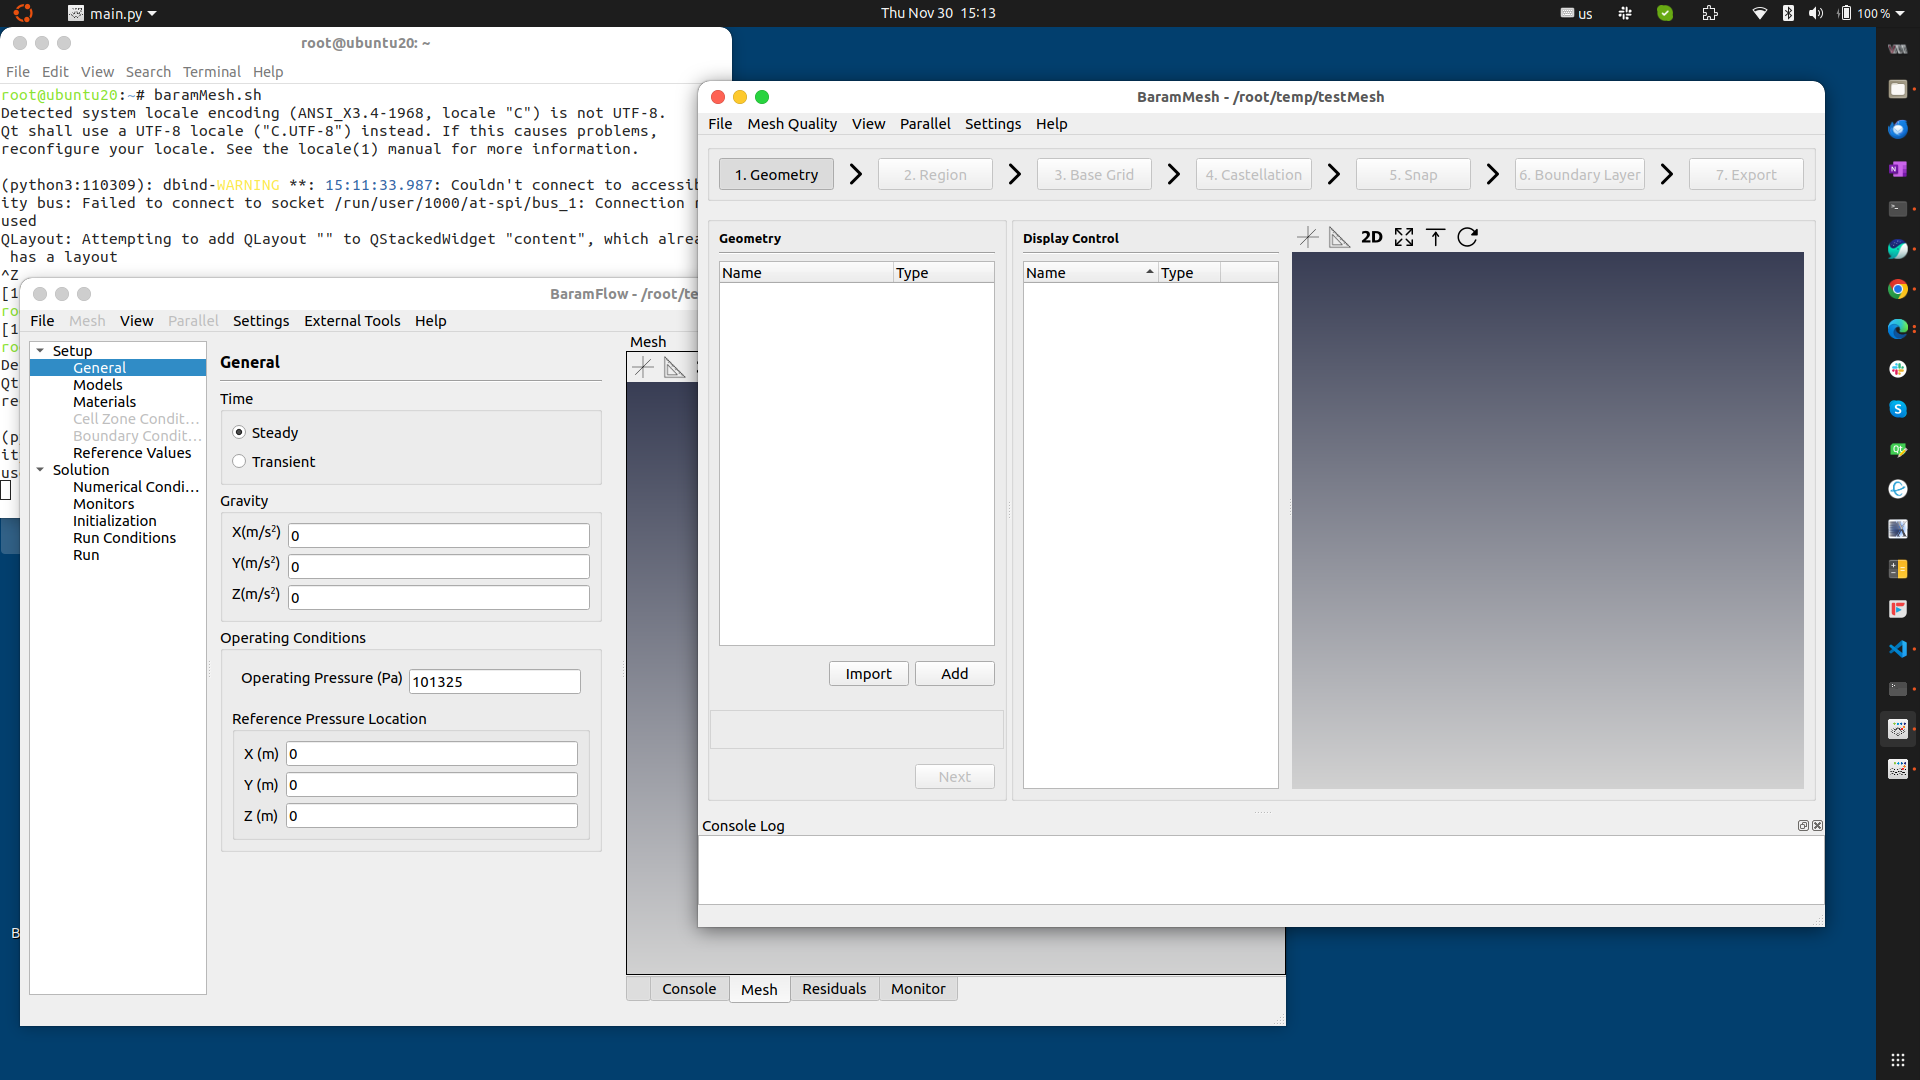 main.py
Thu Nov 30 15:13
us
100 %
root@ubuntu20: ~
File Edit View Search Terminal Help
root@ubuntu20:~# baramMesh.sh
Detected system locale encoding (ANSI_X3.4-1968, locale "C") is not UTF-8.
Qt shall use a UTF-8 locale ("C.UTF-8") instead. If this causes problems,
reconfigure your locale. See the locale(1) manual for more information.
(python3:110309): dbind-WARNING **: 15:11:33.987: Couldn't connect to accessib
ity bus: Failed to connect to socket /run/user/1000/at-spi/bus_1: Connection
used
QLayout: Attempting to add QLayout "" to QStackedWidget "content", which alrea
has a layout
^Z
[1
ro
[1
ro
De
Qt
re
(p
it
us
BaramFlow - /root/te
File Mesh View Parallel Settings External Tools Help
Setup
General
Models
Materials
Cell Zone Condit...
Boundary Condit...
Reference Values
Solution
Numerical Condi...
Monitors
Initialization
Run Conditions
Run
General
Time
Steady
Transient
Gravity
X(m/s²) 0
Y(m/s²) 0
Z(m/s²) 0
Operating Conditions
Operating Pressure (Pa) 101325
Reference Pressure Location
X (m) 0
Y (m) 0
Z (m) 0
Mesh
Console Mesh Residuals Monitor
B
BaramMesh - /root/temp/testMesh
File Mesh Quality View Parallel Settings Help
1. Geometry 2. Region 3. Base Grid 4. Castellation 5. Snap 6. Boundary Layer 7. Export
Geometry
Name Type
Import Add
Next
Display Control
Name Type
2D
Console Log